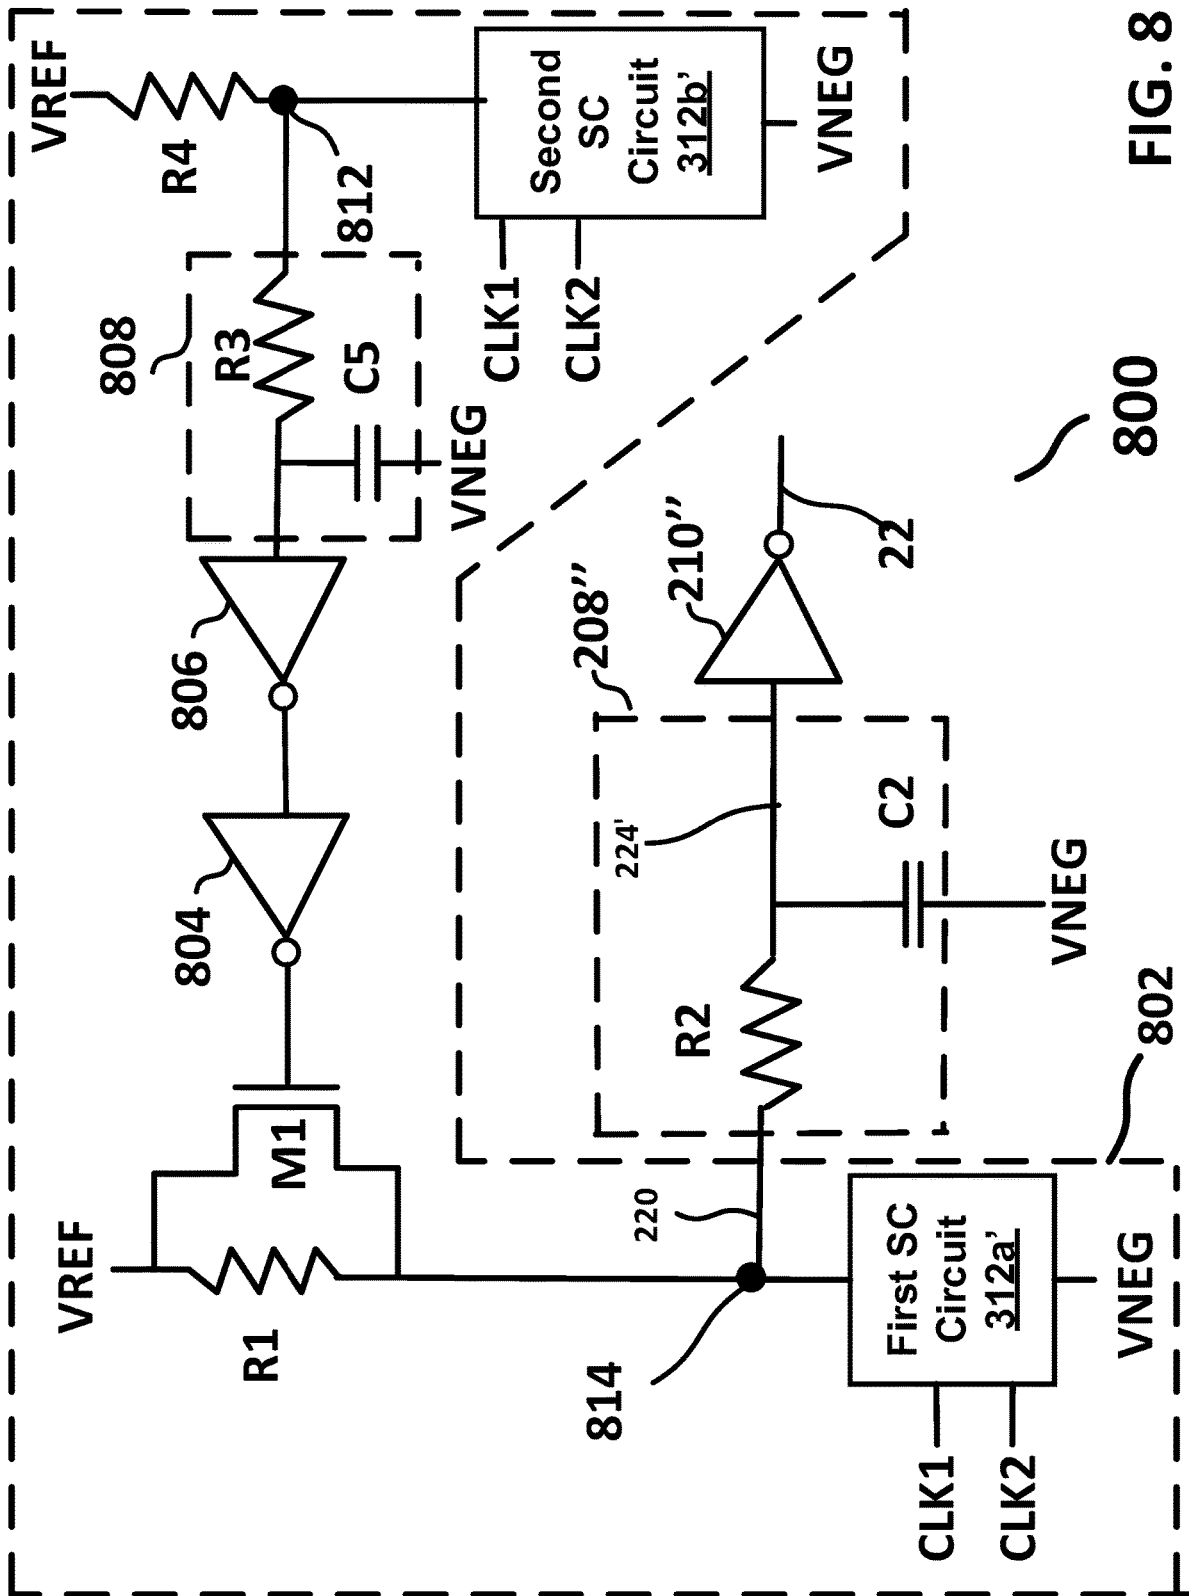 VREF
VREF
808
R4
804
806
R3
R1
M1
812
C5
VNEG
CLK1
CLK2
Second
SC
Circuit
312b'
VNEG
208''
814
224'
220
210''
R2
C2
22
First SC
Circuit
312a'
CLK1
CLK2
VNEG
VNEG
802
800
FIG. 8